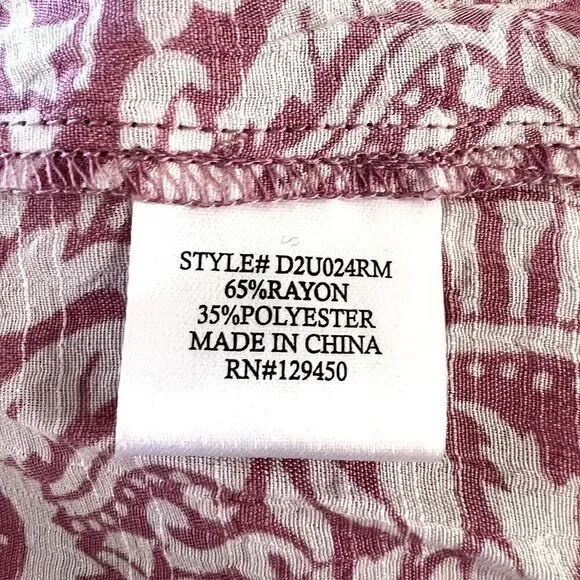 STYLE# D2U024RM
65%RAYON
35%POLYESTER
MADE IN CHINA
RN#129450